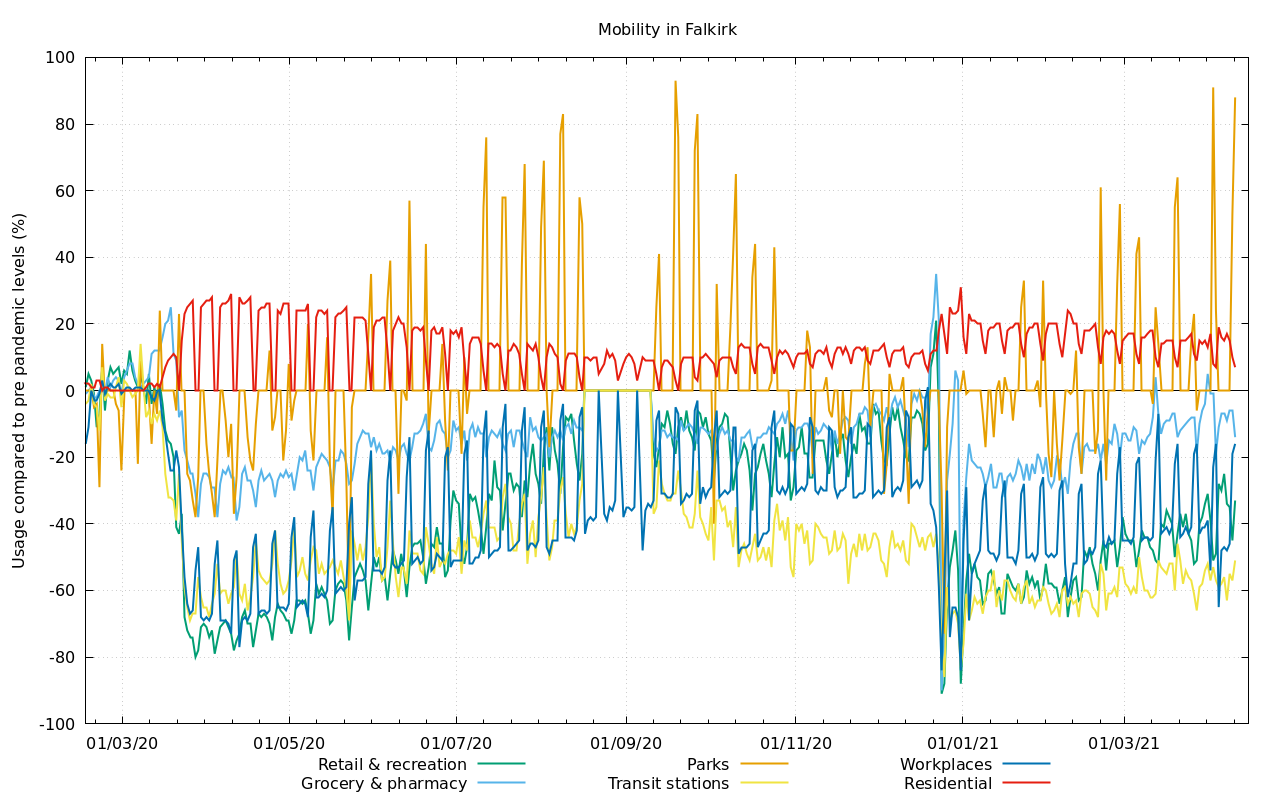 Mobility in Falkirk
Usage compared to pre pandemic levels (%)
100
80
60
40
20
0
-20
-40
-60
-80
-100
01/03/20 01/05/20 01/07/20 01/09/20 01/11/20 01/01/21 01/03/21
Retail & recreation Parks Workplaces
Grocery & pharmacy Transit stations Residential